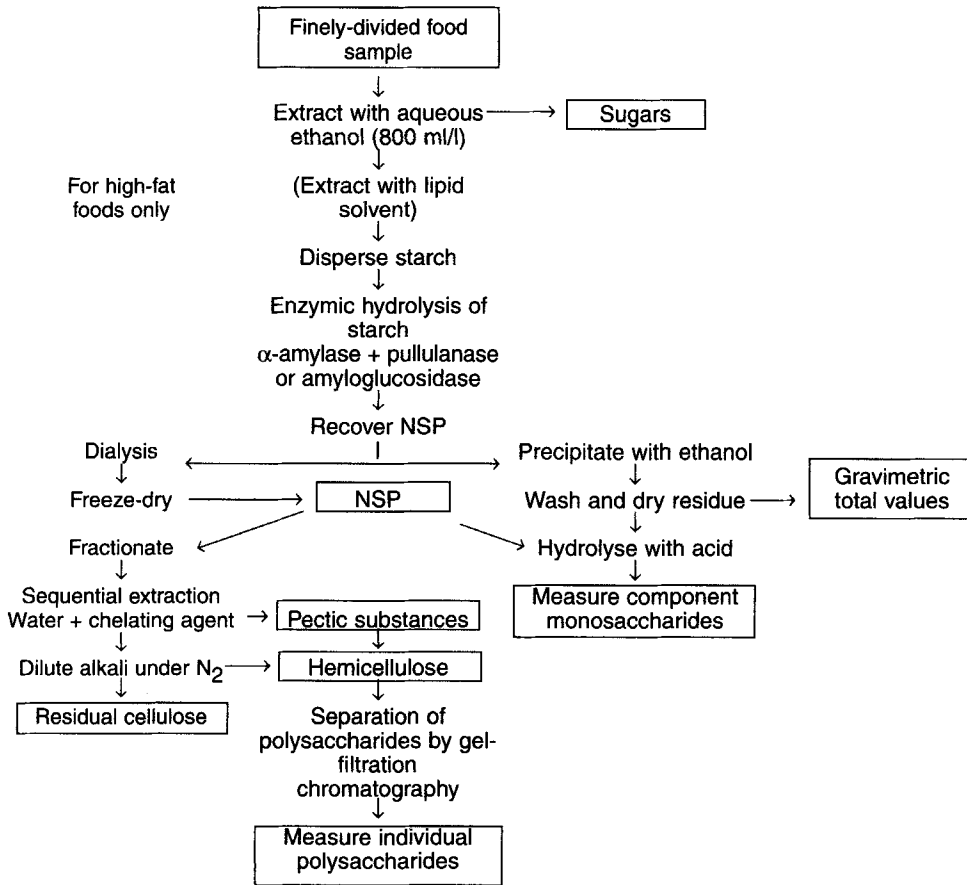 Finely-divided food
sample
Extract with aqueous
ethanol (800 ml/l)
Sugars
For high-fat
foods only
(Extract with lipid
solvent)
Disperse starch
Enzymic hydrolysis of
starch
α-amylase + pullulanase
or amyloglucosidase
Recover NSP
Dialysis
Precipitate with ethanol
Freeze-dry
NSP
Wash and dry residue
Gravimetric
total values
Fractionate
Hydrolyse with acid
Sequential extraction
Water + chelating agent
Pectic substances
Measure component
monosaccharides
Dilute alkali under N2
Hemicellulose
Residual cellulose
Separation of
polysaccharides by gel-
filtration
chromatography
Measure individual
polysaccharides